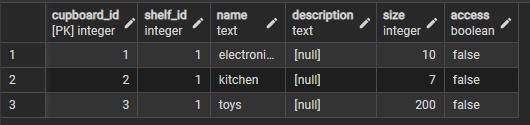 cupboard_id shelf_id name description size access
[PK] integer integer text text integer boolean
1 1 1 electroni... [null] 10 false
2 2 1 kitchen [null] 7 false
3 3 1 toys [null] 200 false